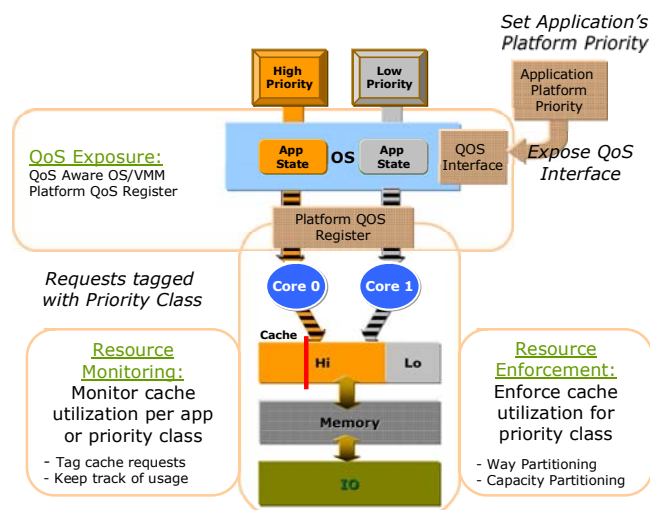 Set Application's
Platform Priority
High
Priority
Low
Priority
Application
Platform
Priority
QoS Exposure:
QoS Aware OS/VMM
Platform QoS Register
App
State
OS
App
State
QOS
Interface
Expose QoS
Interface
Platform QOS
Register
Requests tagged
with Priority Class
Core 0
Core 1
Cache
Hi
Lo
Resource
Monitoring:
Monitor cache
utilization per app
or priority class
- Tag cache requests
- Keep track of usage
Memory
IO
Resource
Enforcement:
Enforce cache
utilization for
priority class
- Way Partitioning
- Capacity Partitioning